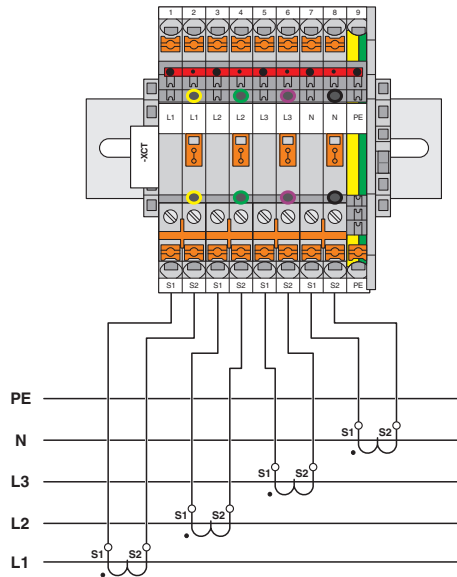 1 2 3 4 5 6 7 8 9
L1 L1 L2 L2 L3 L3 N N PE
-XCT
S1 S2 S1 S2 S1 S2 S1 S2 PE
PE
N
S1 S2
L3
S1 S2
L2
S1 S2
L1
S1 S2